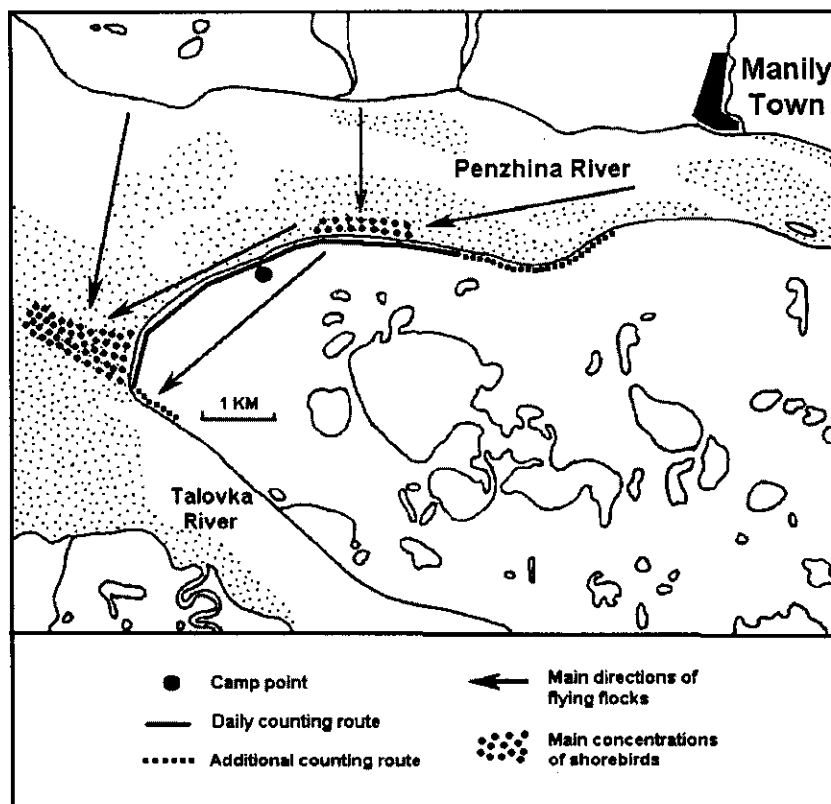 Manily
Town
Penzhina River
1 KM
Talovka
River
Camp point
Daily counting route
Additional counting route
Main directions of
flying flocks
Main concentrations
of shorebirds